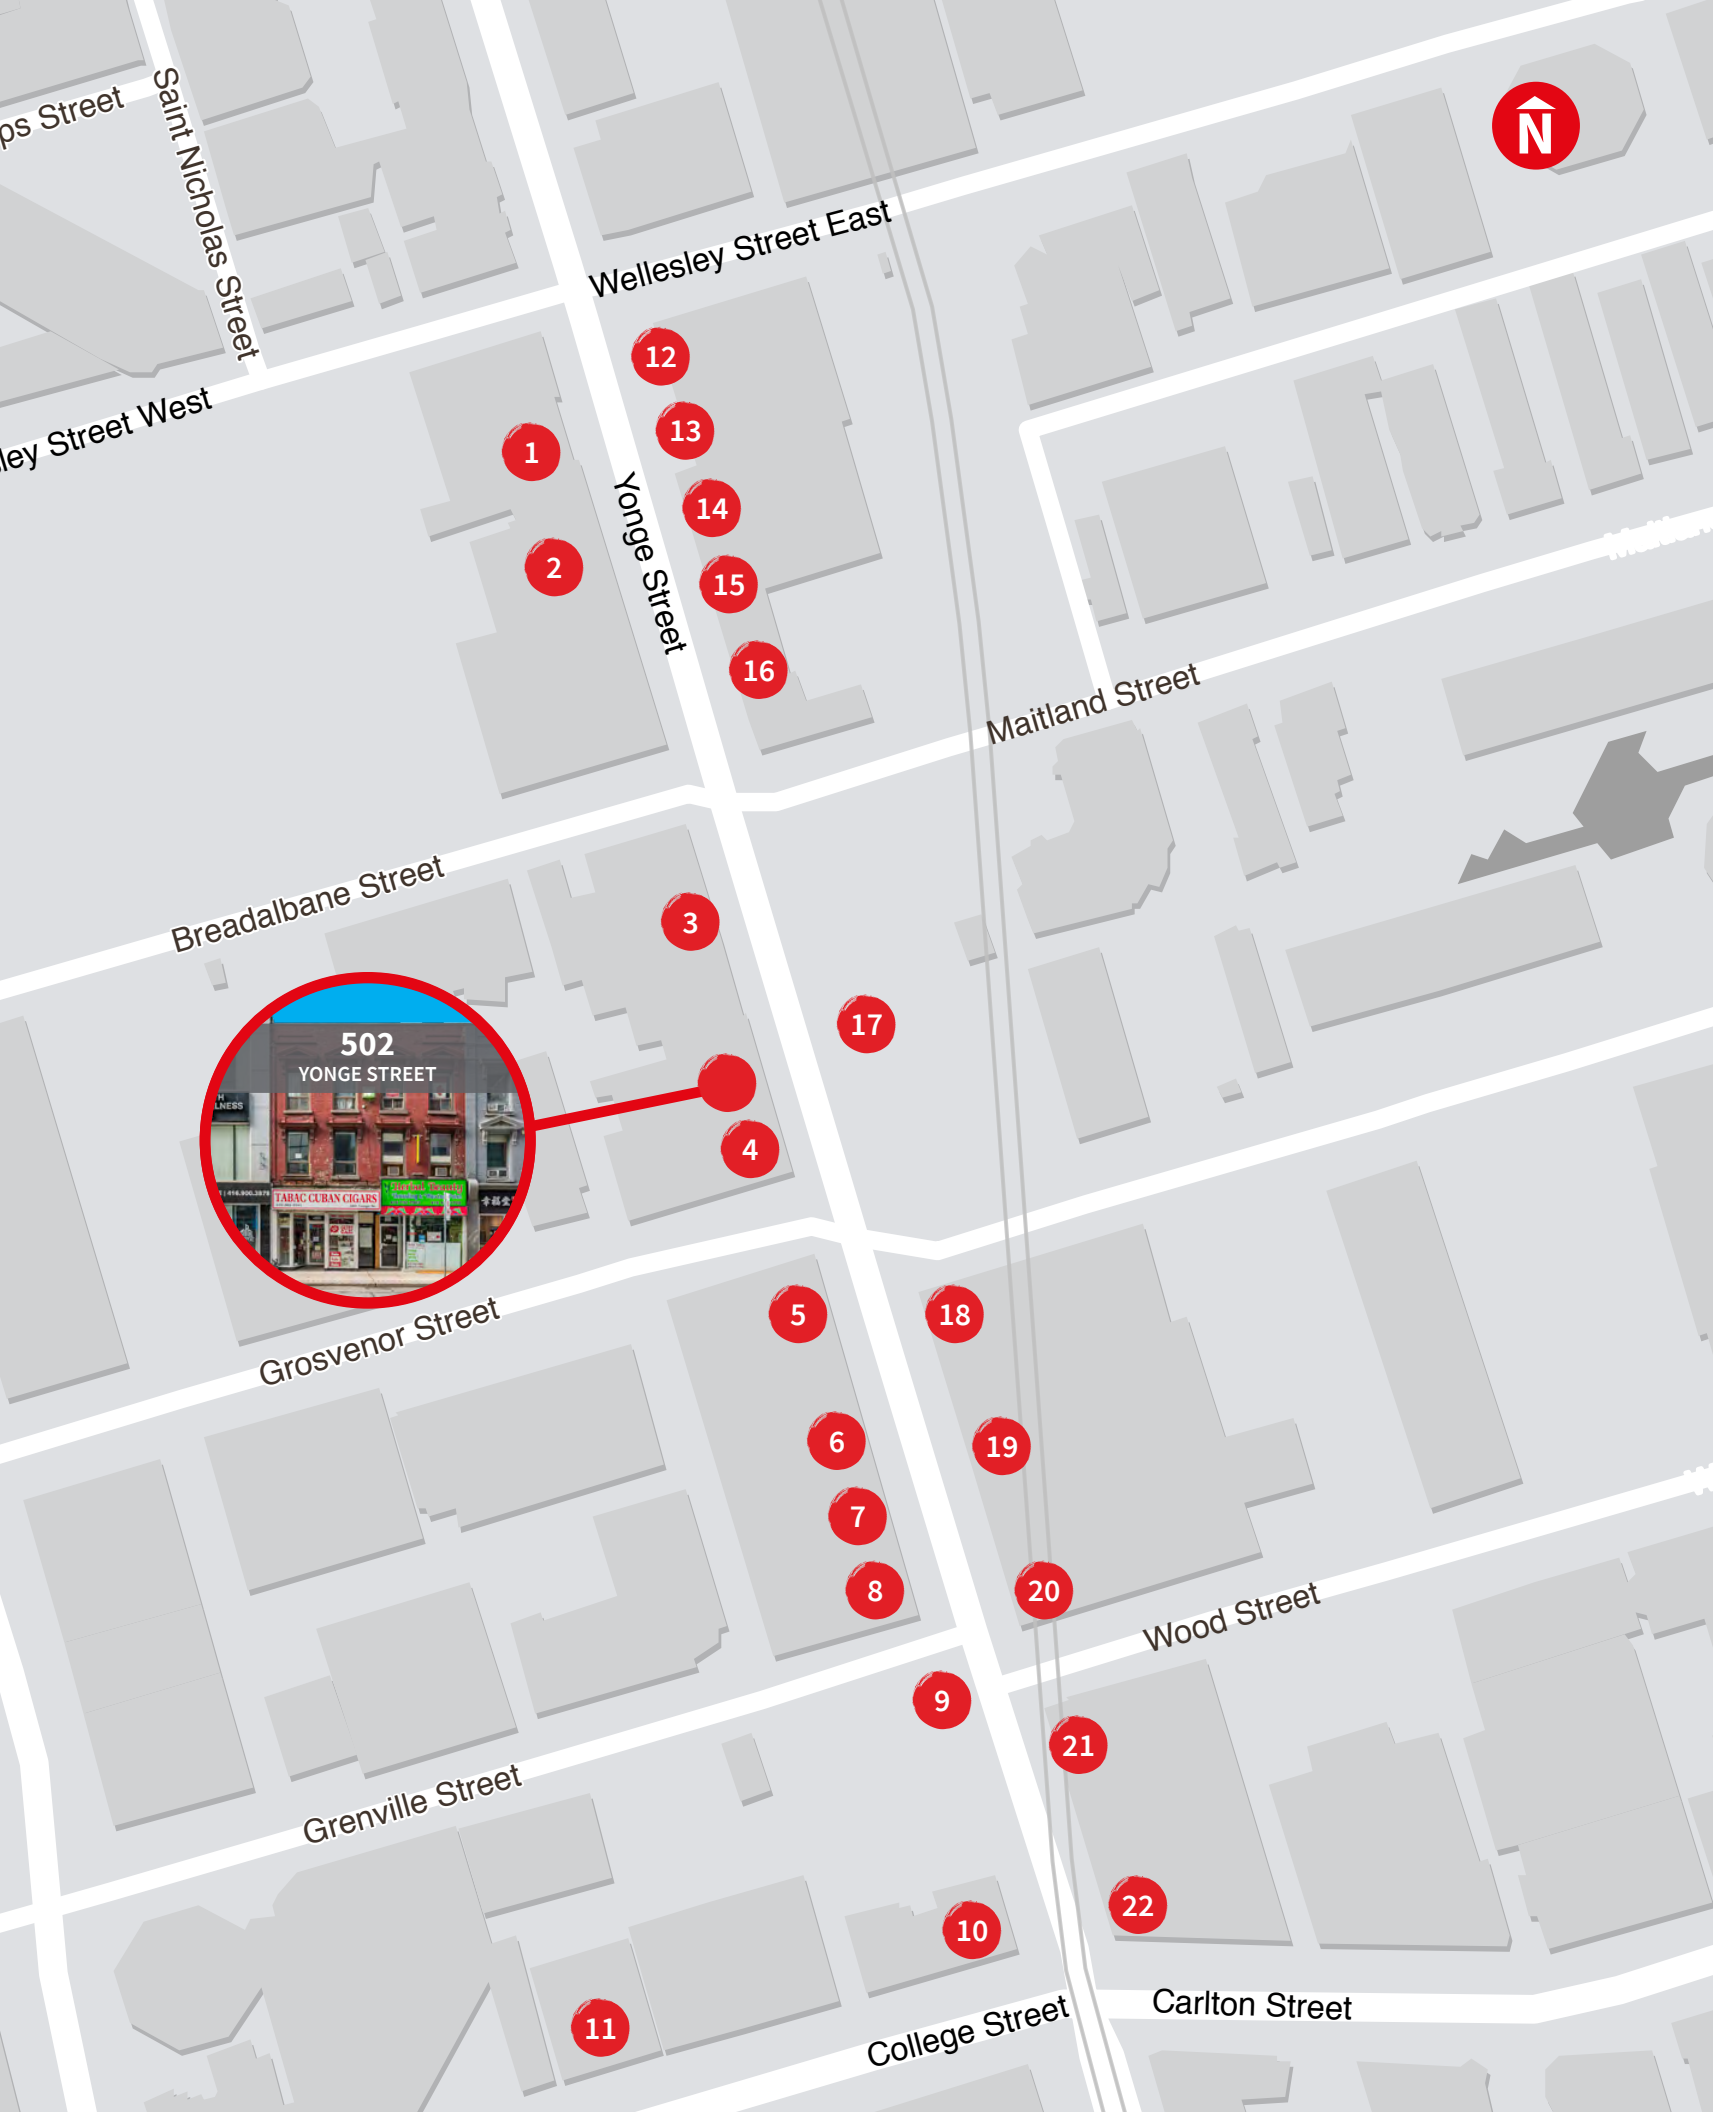 ps Street
Saint Nicholas Street
N
Wellesley Street East
ley Street West
12
13
1
Yonge Street
14
2
15
16
Maitland Street
Breadalbane Street
3
17
502
YONGE STREET
LNESS
4
TABAC CUBAN CIGARS
Grosvenor Street
5
18
6
19
7
8
20
Wood Street
9
21
Grenville Street
22
10
11
College Street
Carlton Street